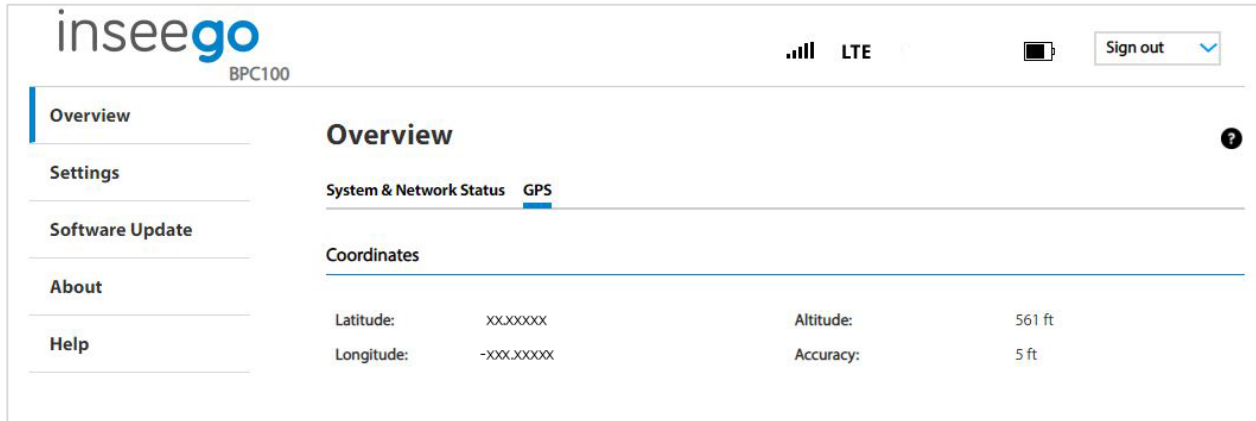 inseego
BPC100
LTE
Sign out
Overview
Settings
Software Update
About
Help
Overview
?
System & Network Status GPS
Coordinates
Latitude: XX.XXXXX Altitude: 561 ft
Longitude: -XXX.XXXXX Accuracy: 5 ft